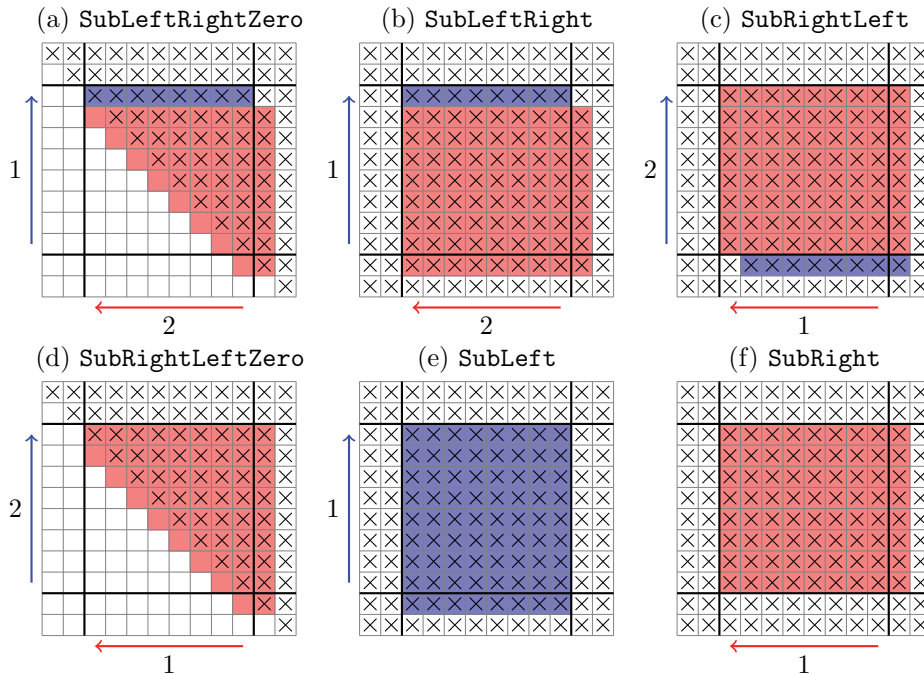 (a) SubLeftRightZero
(b) SubLeftRight
(c) SubRightLeft
1
1
2
2
2
1
(d) SubRightLeftZero
(e) SubLeft
(f) SubRight
2
1
1
1